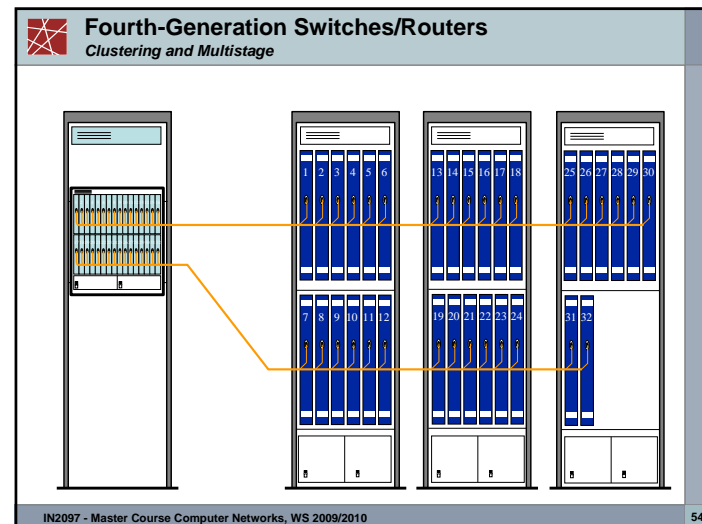 Fourth-Generation Switches/Routers
Clustering and Multistage
1 2 3 4 5 6
13 14 15 16 17 18
25 26 27 28 29 30
7 8 9 10 11 12
19 20 21 22 23 24
31 32
IN2097 - Master Course Computer Networks, WS 2009/2010
54